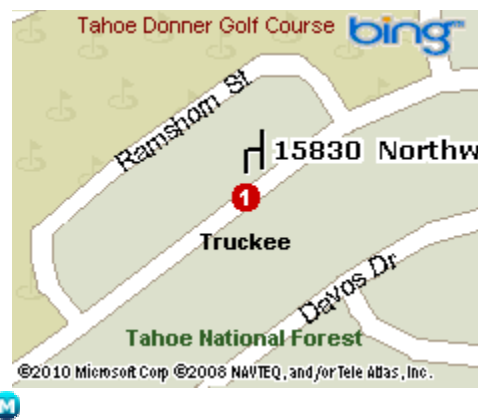 Tahoe Donner Golf Course
bing™
Ramshorn St
15830 Northw
1
Truckee
Davos Dr
Tahoe National Forest
©2010 Microsoft Corp ©2008 NAVTEQ, and/or Tele Atlas, Inc.
M